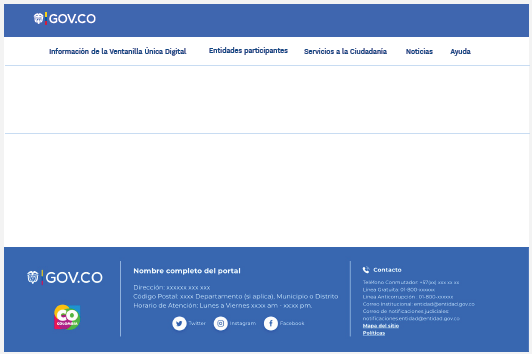 GOV.CO
Información de la Ventanilla Única Digital
Entidades participantes
Servicios a la Ciudadanía
Noticias
Ayuda
GOV.CO
CO
COLOMBIA
Nombre completo del portal
Dirección: xxxxxx xxx xxx
Código Postal: xxxx Departamento (si aplica), Municipio o Distrito
Horario de Atención: Lunes a Viernes xx:xx am - xx:xx pm.
Twitter
Instagram
Facebook
Contacto
Teléfono Conmutador: +57(xx) xxx xx xx
Línea Gratuita: 01-800-xxxxxx
Línea Anticorrupción: 01-800-xxxxxx
Correo institucional: entidad@entidad.gov.co
Correo de notificaciones judiciales:
notificaciones.entidad@entidad.gov.co
Mapa del sitio
Políticas